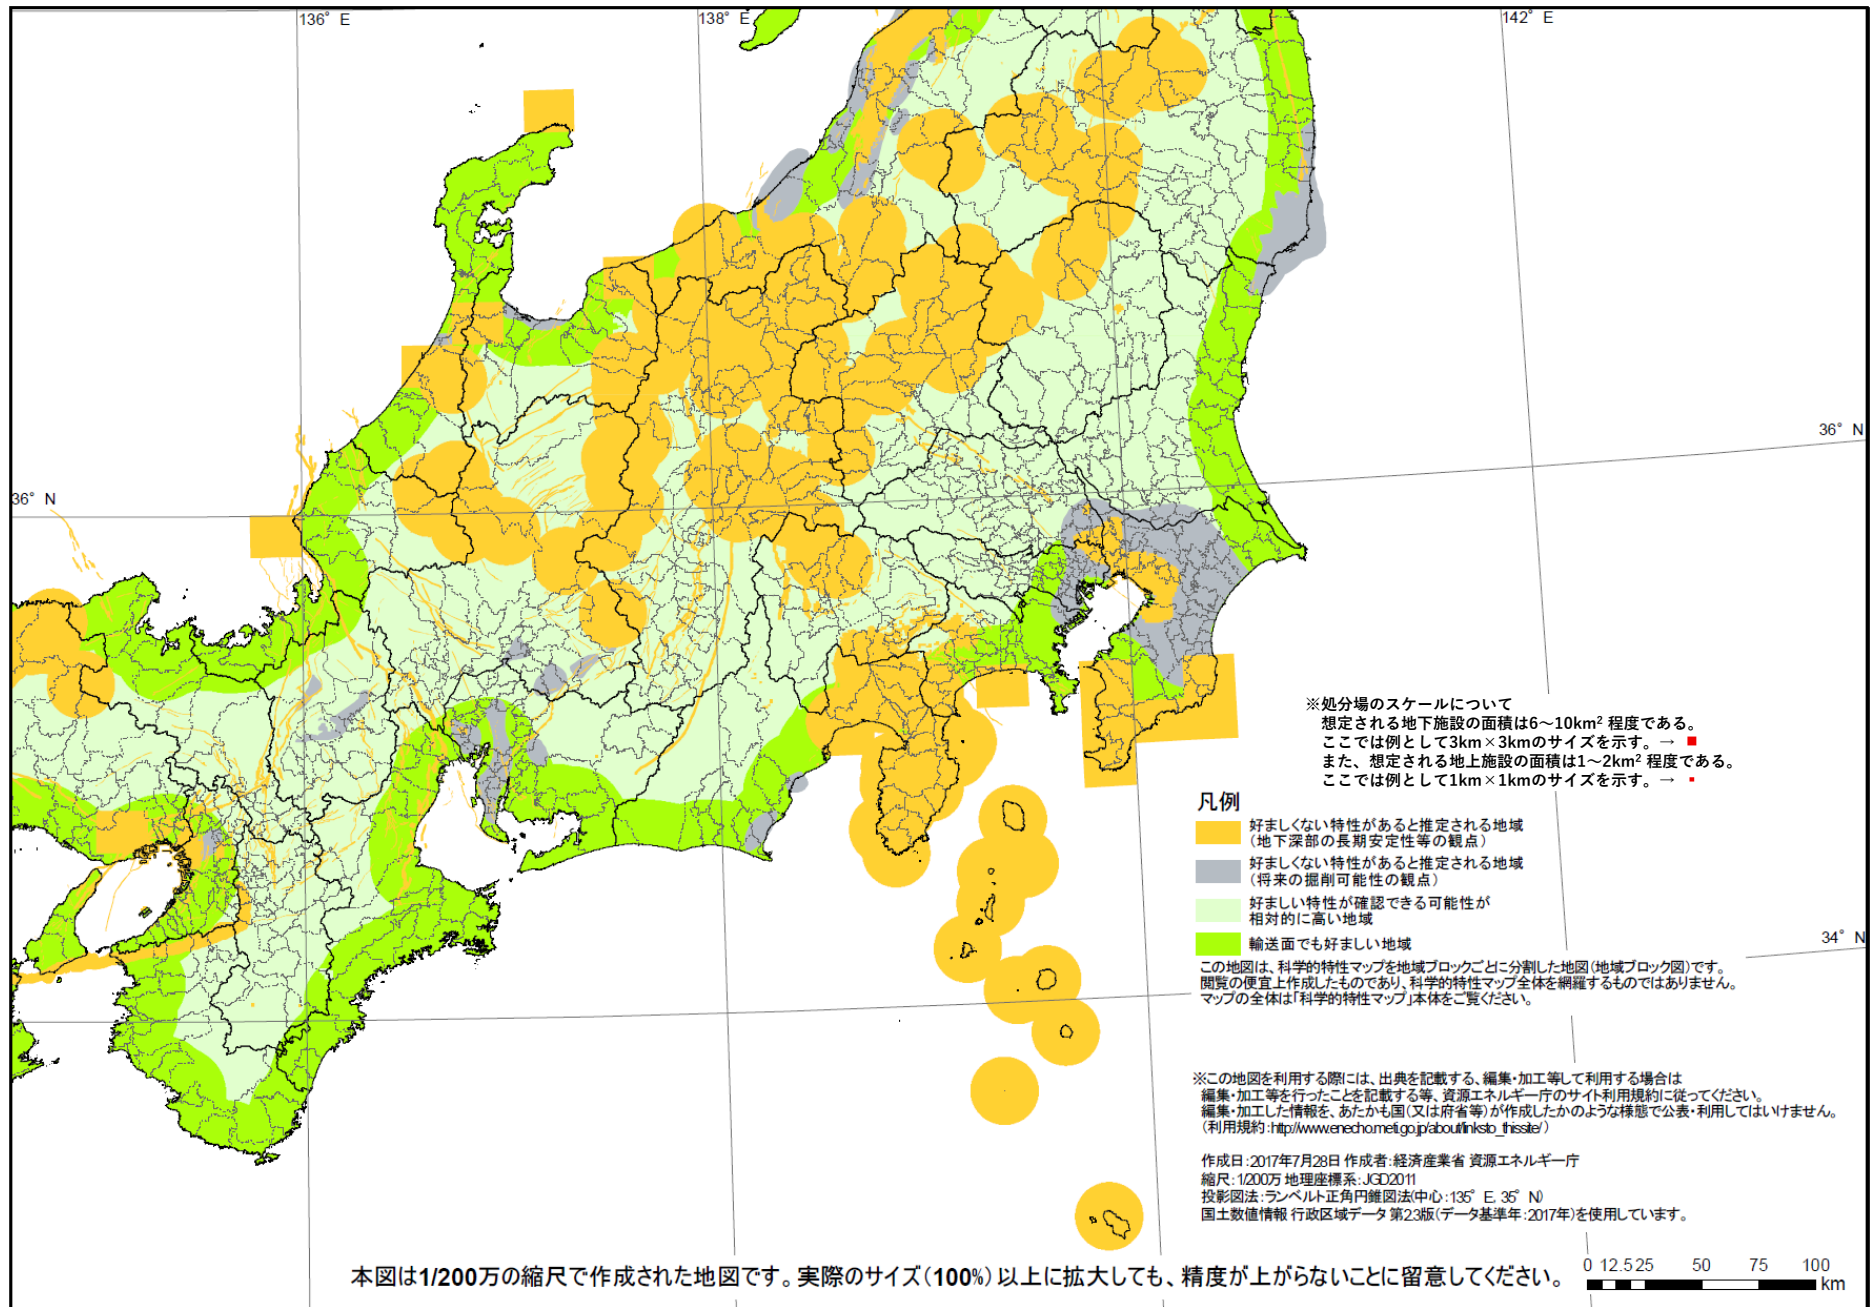 136° E
138° E
142° E
36° N
36° N
34° N
※処分場のスケールについて
想定される地下施設の面積は6～10km² 程度である。
ここでは例として3km×3kmのサイズを示す。→
また、想定される地上施設の面積は1～2km² 程度である。
ここでは例として1km×1kmのサイズを示す。→
凡例
好ましくない特性があると推定される地域
（地下深部の長期安定性等の観点）
好ましくない特性があると推定される地域
（将来の掘削可能性の観点）
好ましい特性が確認できる可能性が
相対的に高い地域
輸送面でも好ましい地域
この地図は、科学的特性マップを地域ブロックごとに分割した地図（地域ブロック図）です。
閲覧の便宜上作成したものであり、科学的特性マップ全体を網羅するものではありません。
マップの全体は「科学的特性マップ」本体をご覧ください。
※この地図を利用する際には、出典を記載する、編集・加工等して利用する場合は
編集・加工等を行ったことを記載する等、資源エネルギー庁のサイト利用規約に従ってください。
編集・加工した情報を、あたかも国（又は府省等）が作成したかのような様態で公表・利用してはいけません。
（利用規約：http://www.enecho.meti.go.jp/about/linksto_thissite/）
作成日：2017年7月28日 作成者：経済産業省 資源エネルギー庁
縮尺：1/200万 地理座標系：JGD2011
投影図法：ランベルト正角円錐図法（中心：135° E, 35° N）
国土数値情報 行政区域データ 第2.3版（データ基準年：2017年）を使用しています。
本図は1/200万の縮尺で作成された地図です。実際のサイズ（100%）以上に拡大しても、精度が上がらないことに留意してください。
0 12.5 25 50 75 100
km